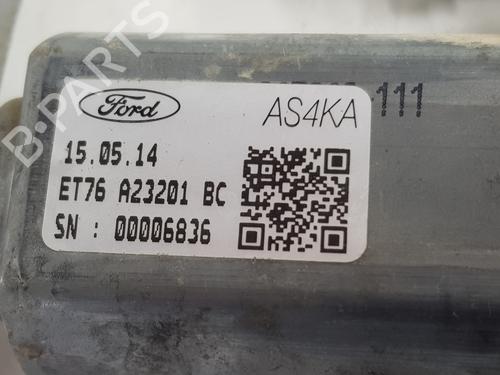 Ford AS4KA
15.05.14
ET76 A23201 BC
SN : 00006836
111
B-PARTS